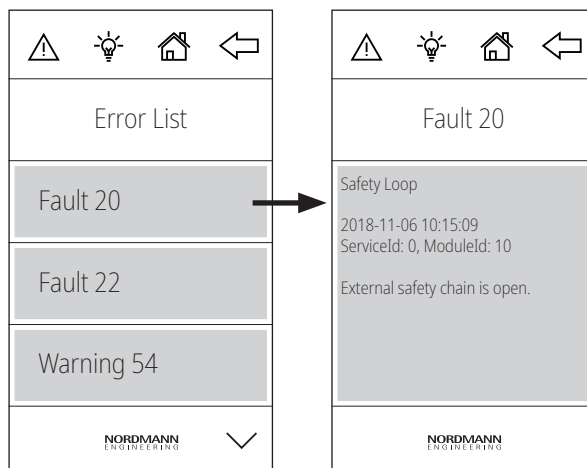 Error List
Fault 20
Fault 22
Warning 54
NORDMANN
ENGINEERING
Fault 20
Safety Loop
2018-11-06 10:15:09
ServiceId: 0, ModuleId: 10
External safety chain is open.
NORDMANN
ENGINEERING